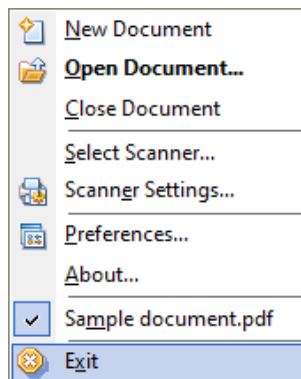 New Document
Open Document...
Close Document
Select Scanner...
Scanner Settings...
Preferences...
About...
Sample document.pdf
Exit